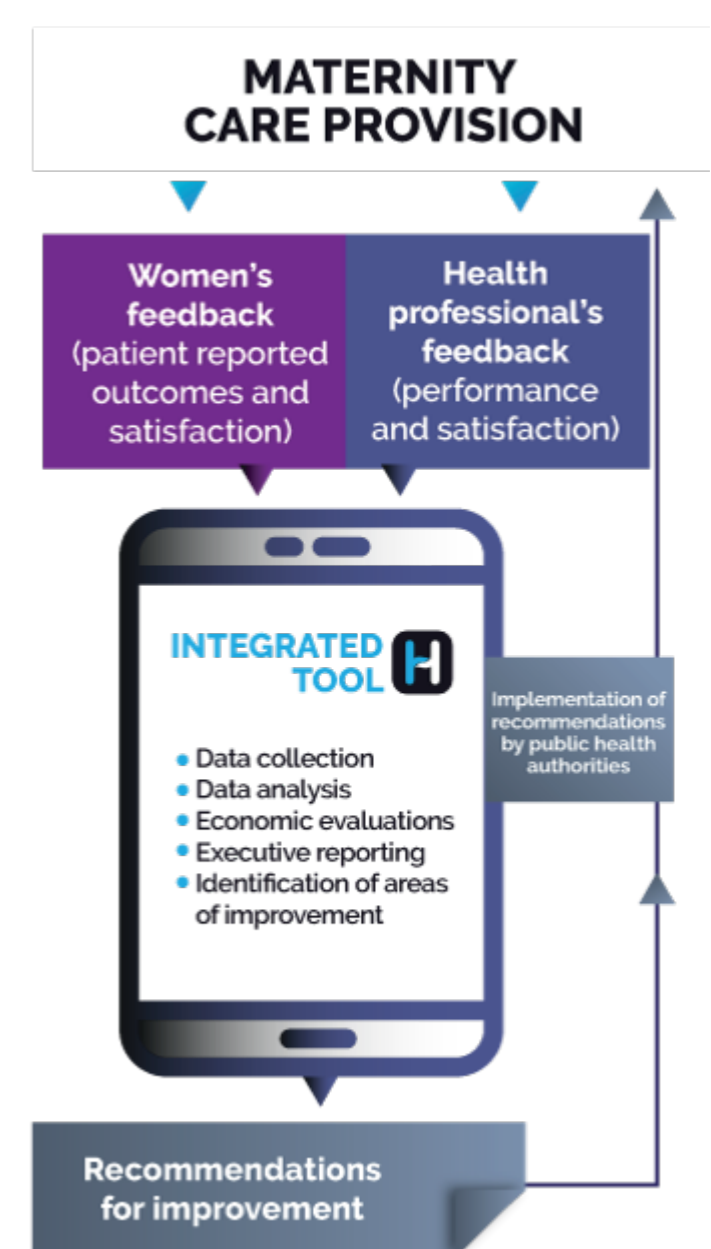 MATERNITY
CARE PROVISION
Women's
feedback
(patient reported
outcomes and
satisfaction)
Health
professional's
feedback
(performance
and satisfaction)
INTEGRATED
TOOL
H
Data collection
Data analysis
Economic evaluations
Executive reporting
Identification of areas
of improvement
Implementation of
recommendations
by public health
authorities
Recommendations
for improvement